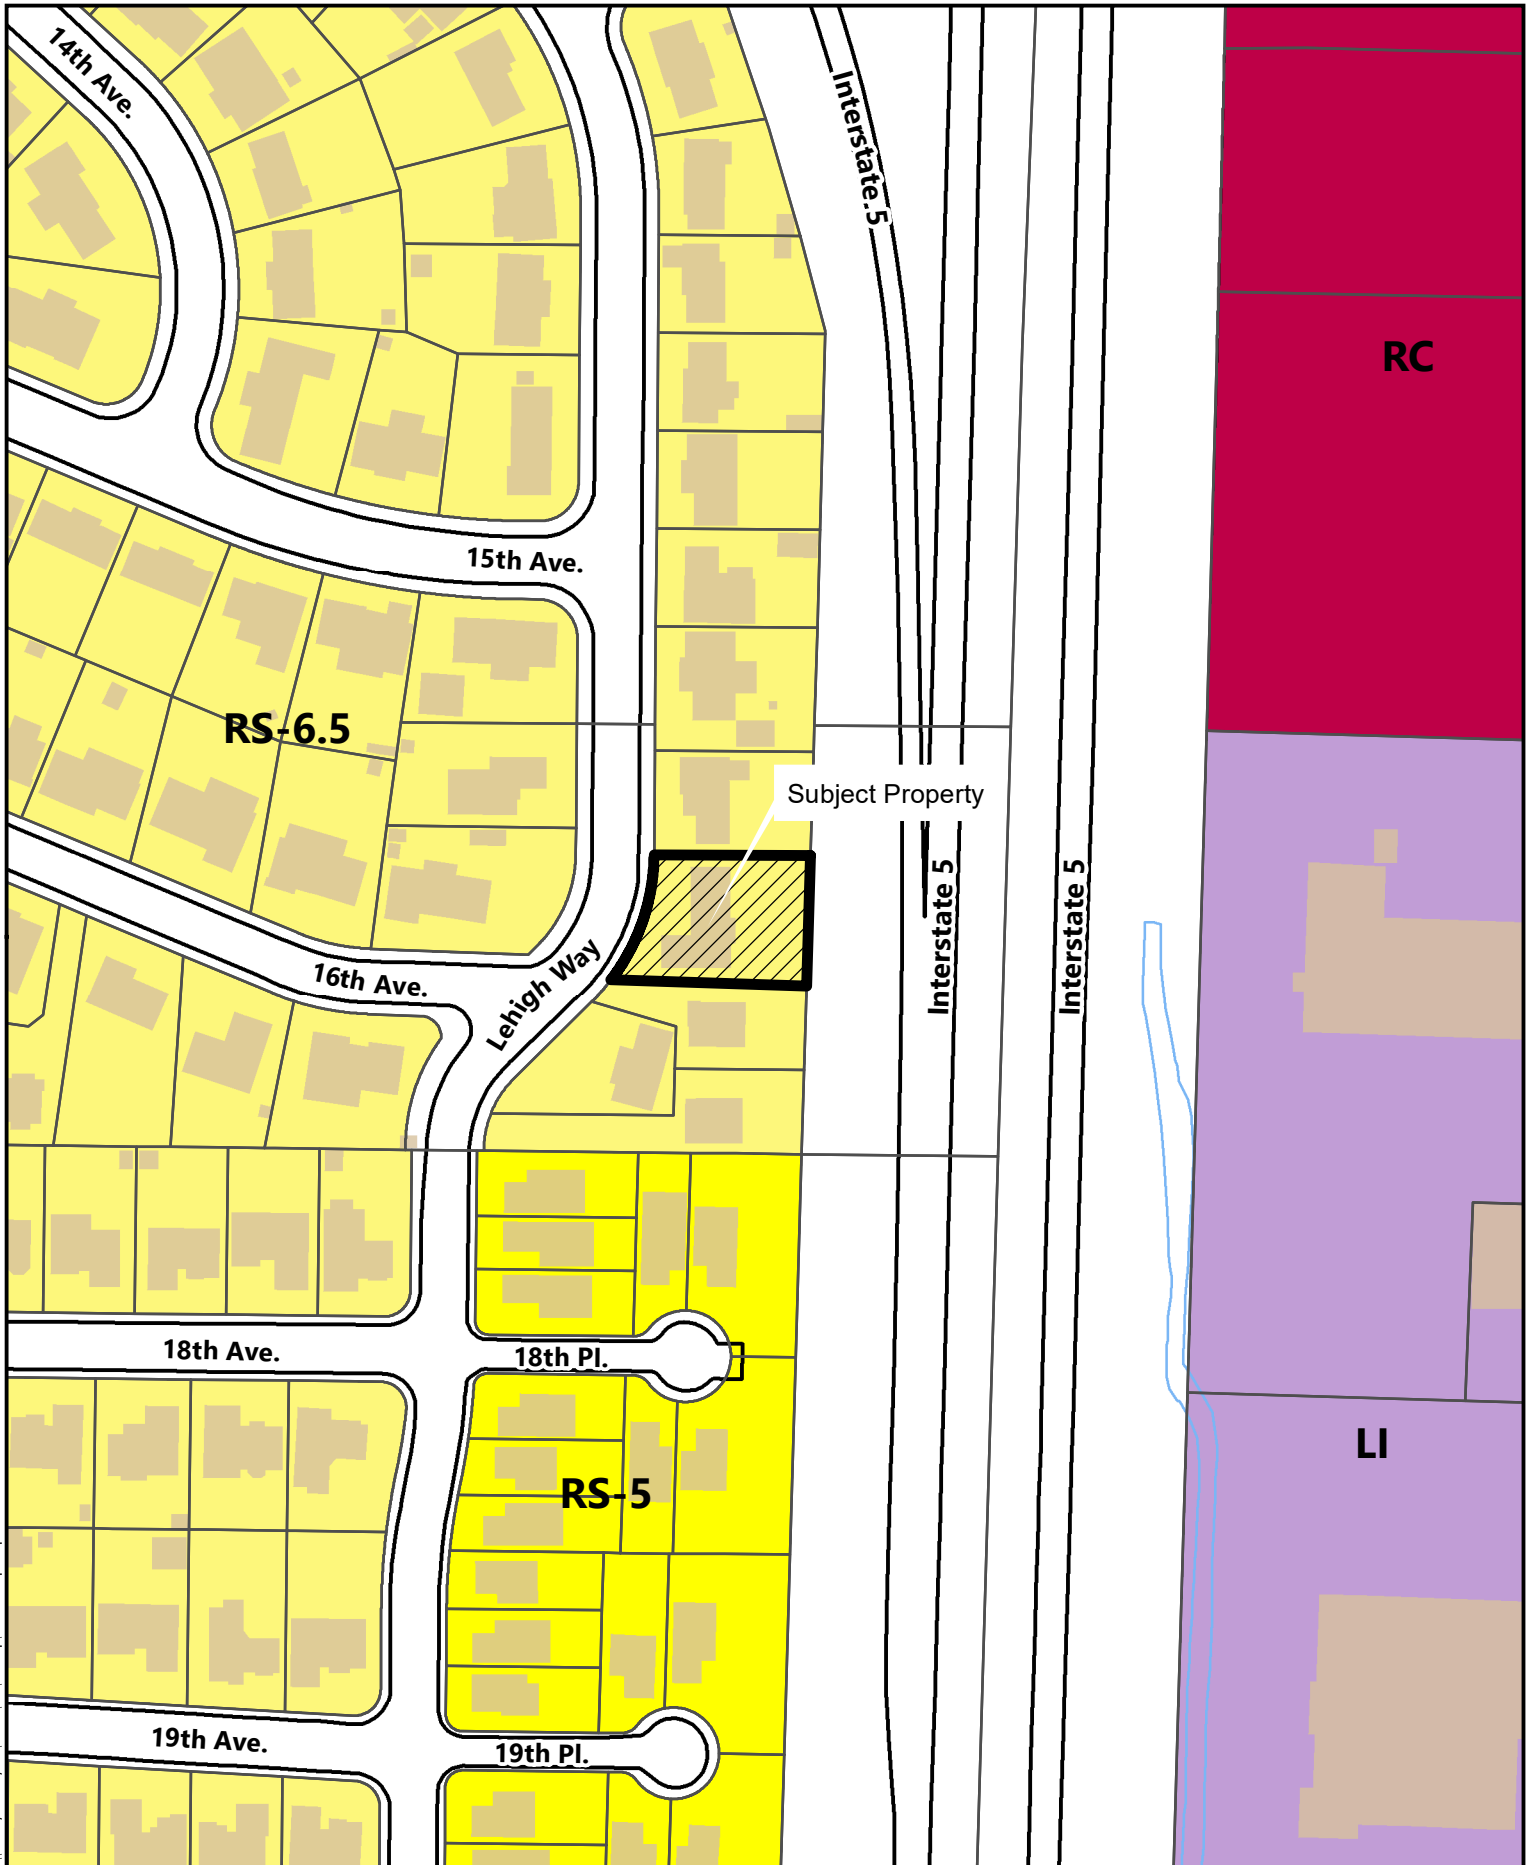 14th Ave.
Interstate 5
RC
15th Ave.
RS-6.5
Subject Property
Interstate 5
Interstate 5
16th Ave.
Lehigh Way
18th Ave.
18th Pl.
LI
RS-5
19th Ave.
19th Pl.